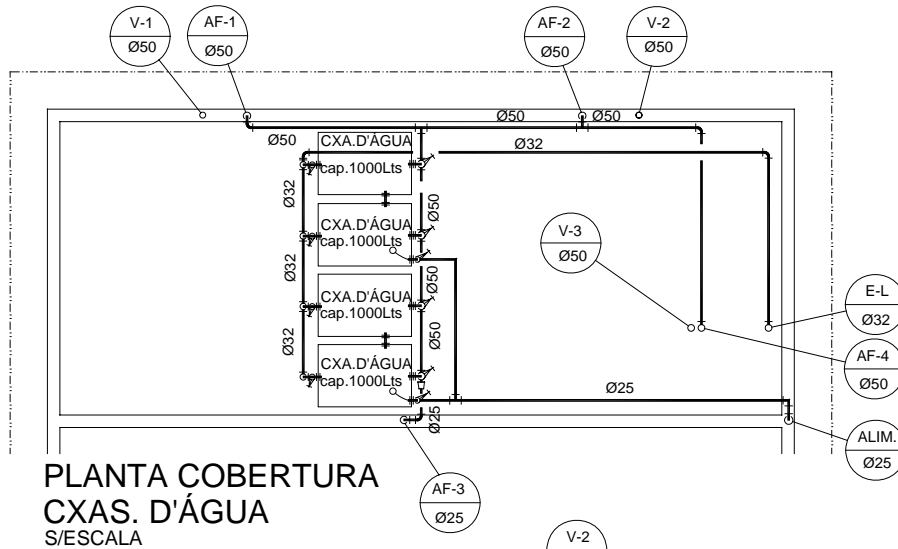 V-1
Ø50
AF-1
Ø50
AF-2
Ø50
V-2
Ø50
Ø50
Ø50
Ø50
CXA.D'ÁGUA
cap.1000Lts
Ø32
Ø32
Ø50
CXA.D'ÁGUA
cap.1000Lts
V-3
Ø50
Ø32
Ø50
CXA.D'ÁGUA
cap.1000Lts
E-L
Ø32
Ø32
Ø50
CXA.D'ÁGUA
cap.1000Lts
AF-4
Ø50
Ø25
Ø25
ALIM.
Ø25
PLANTA COBERTURA
CXAS. D'ÁGUA
S/ESCALA
AF-3
Ø25
V-2